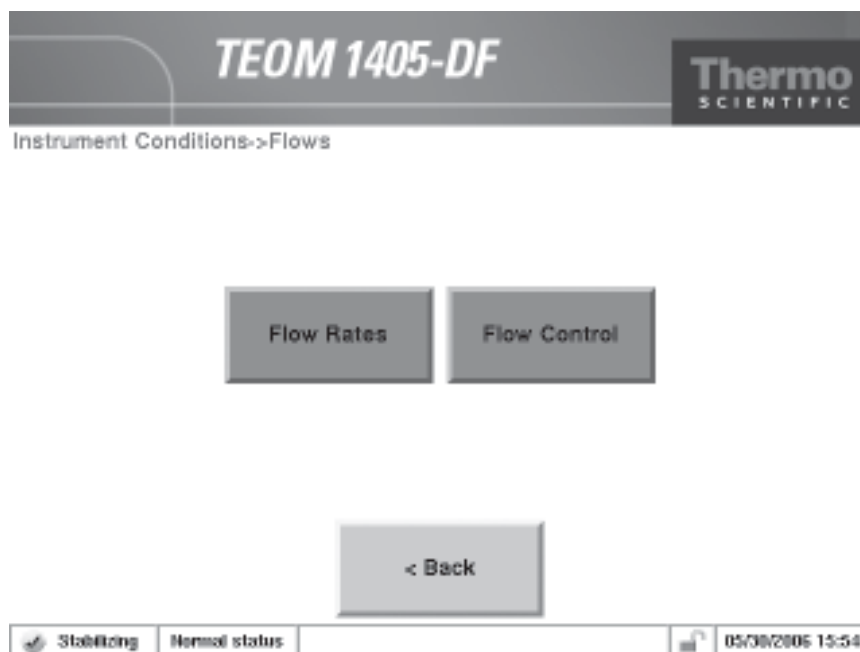 TEOM 1405-DF
Thermo
SCIENTIFIC
Instrument Conditions->Flows
Flow Rates
Flow Control
< Back
Stabilizing
Normal status
05/30/2006 15:54